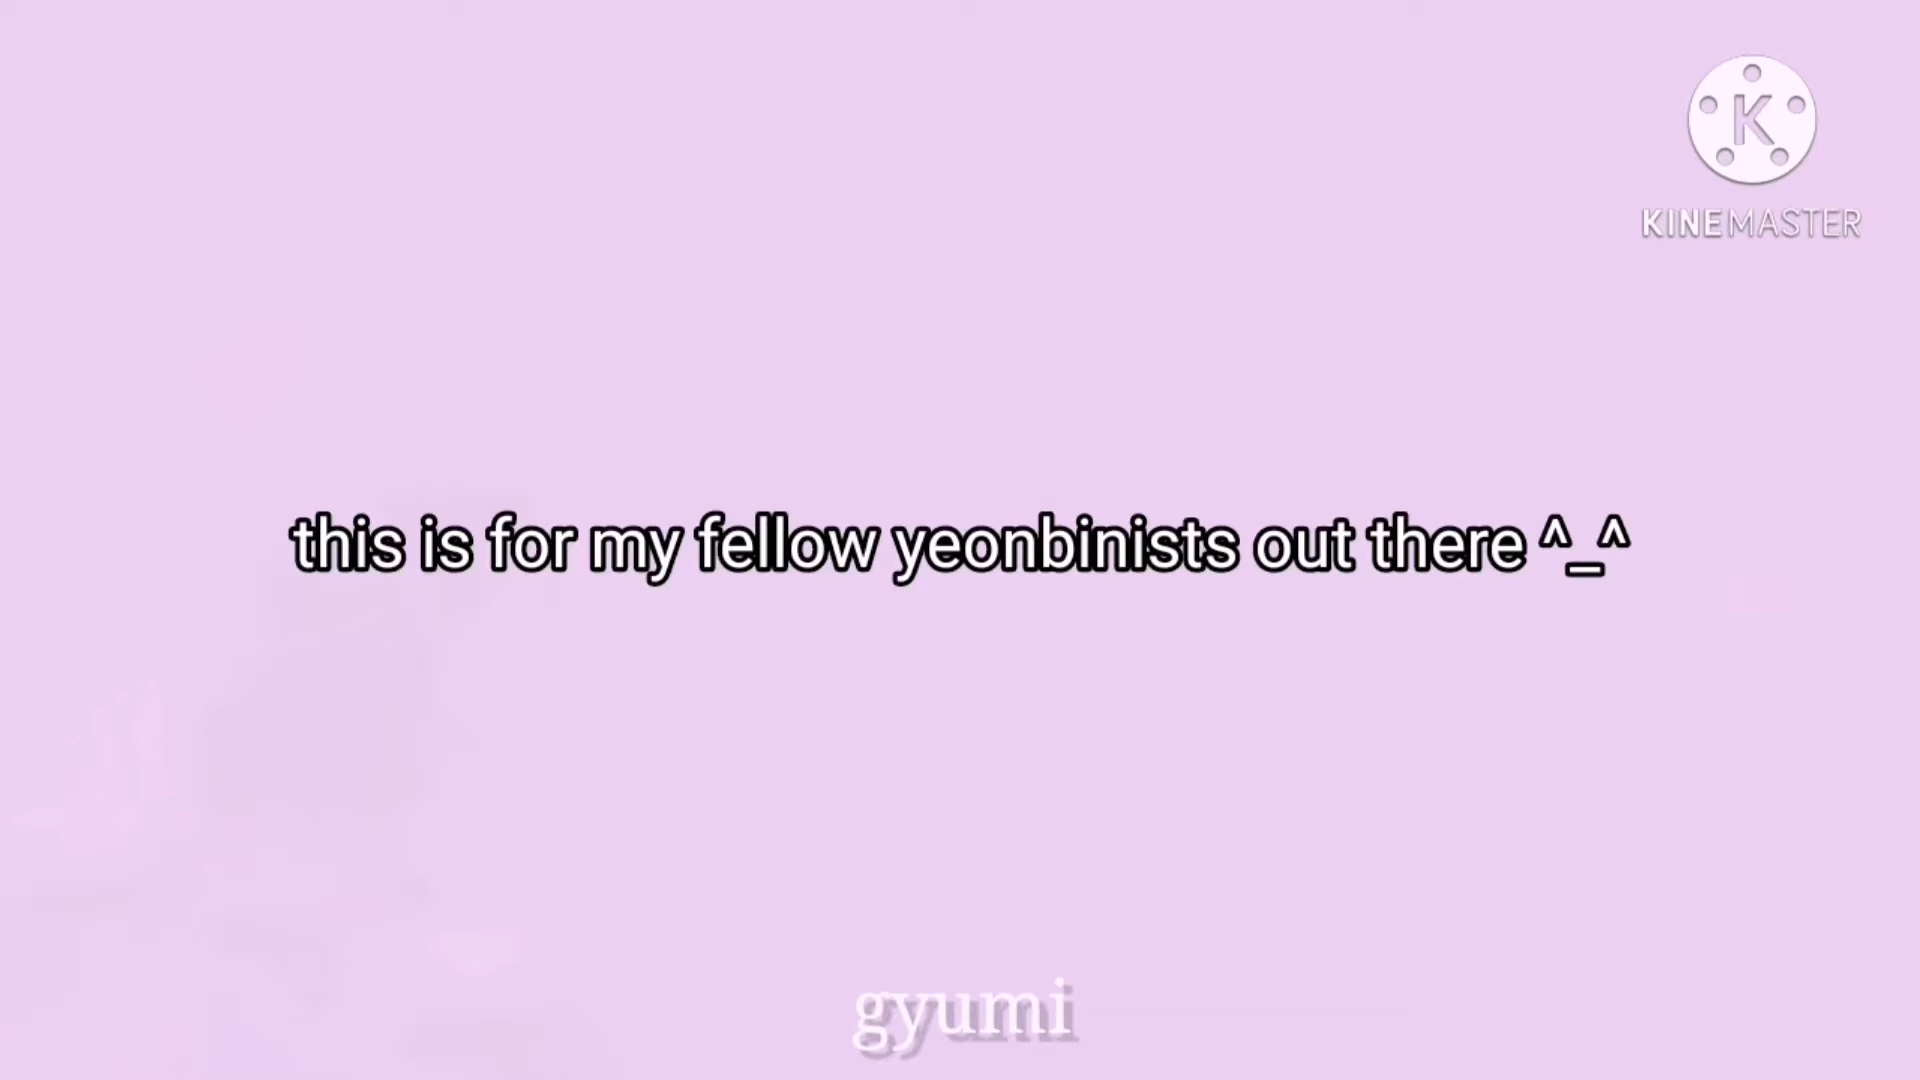 K
KINEMASTER
this is for my fellow yeonbinists out there ^_^
gyumi